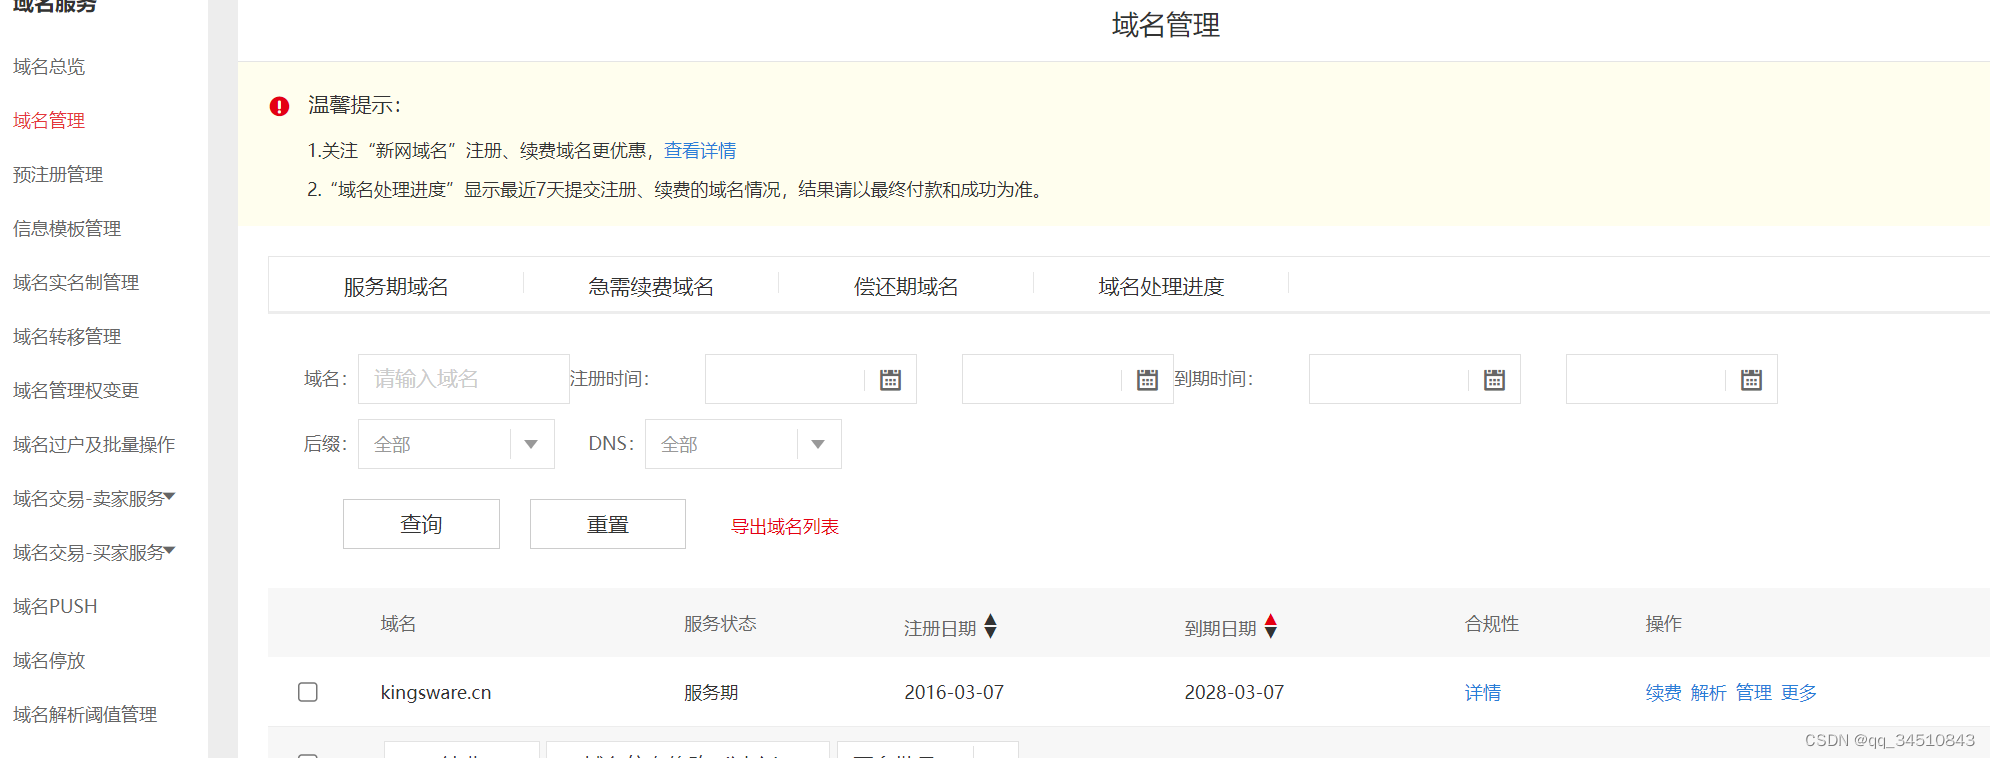 域名服务
域名总览
域名管理
预注册管理
信息模板管理
域名实名制管理
域名转移管理
域名管理权变更
域名过户及批量操作
域名交易-卖家服务
域名交易-买家服务
域名PUSH
域名停放
域名解析阈值管理
域名管理
温馨提示：
1.关注“新网域名”注册、续费域名更优惠，查看详情
2.“域名处理进度”显示最近7天提交注册、续费的域名情况，结果请以最终付款和成功为准。
服务期域名 急需续费域名 偿还期域名 域名处理进度
域名： 请输入域名 注册时间： 到期时间：
后缀： 全部 DNS： 全部
查询 重置 导出域名列表
域名 服务状态 注册日期 到期日期 合规性 操作
kingsware.cn 服务期 2016-03-07 2028-03-07 详情 续费 解析 管理 更多
CSDN @qq_34510843